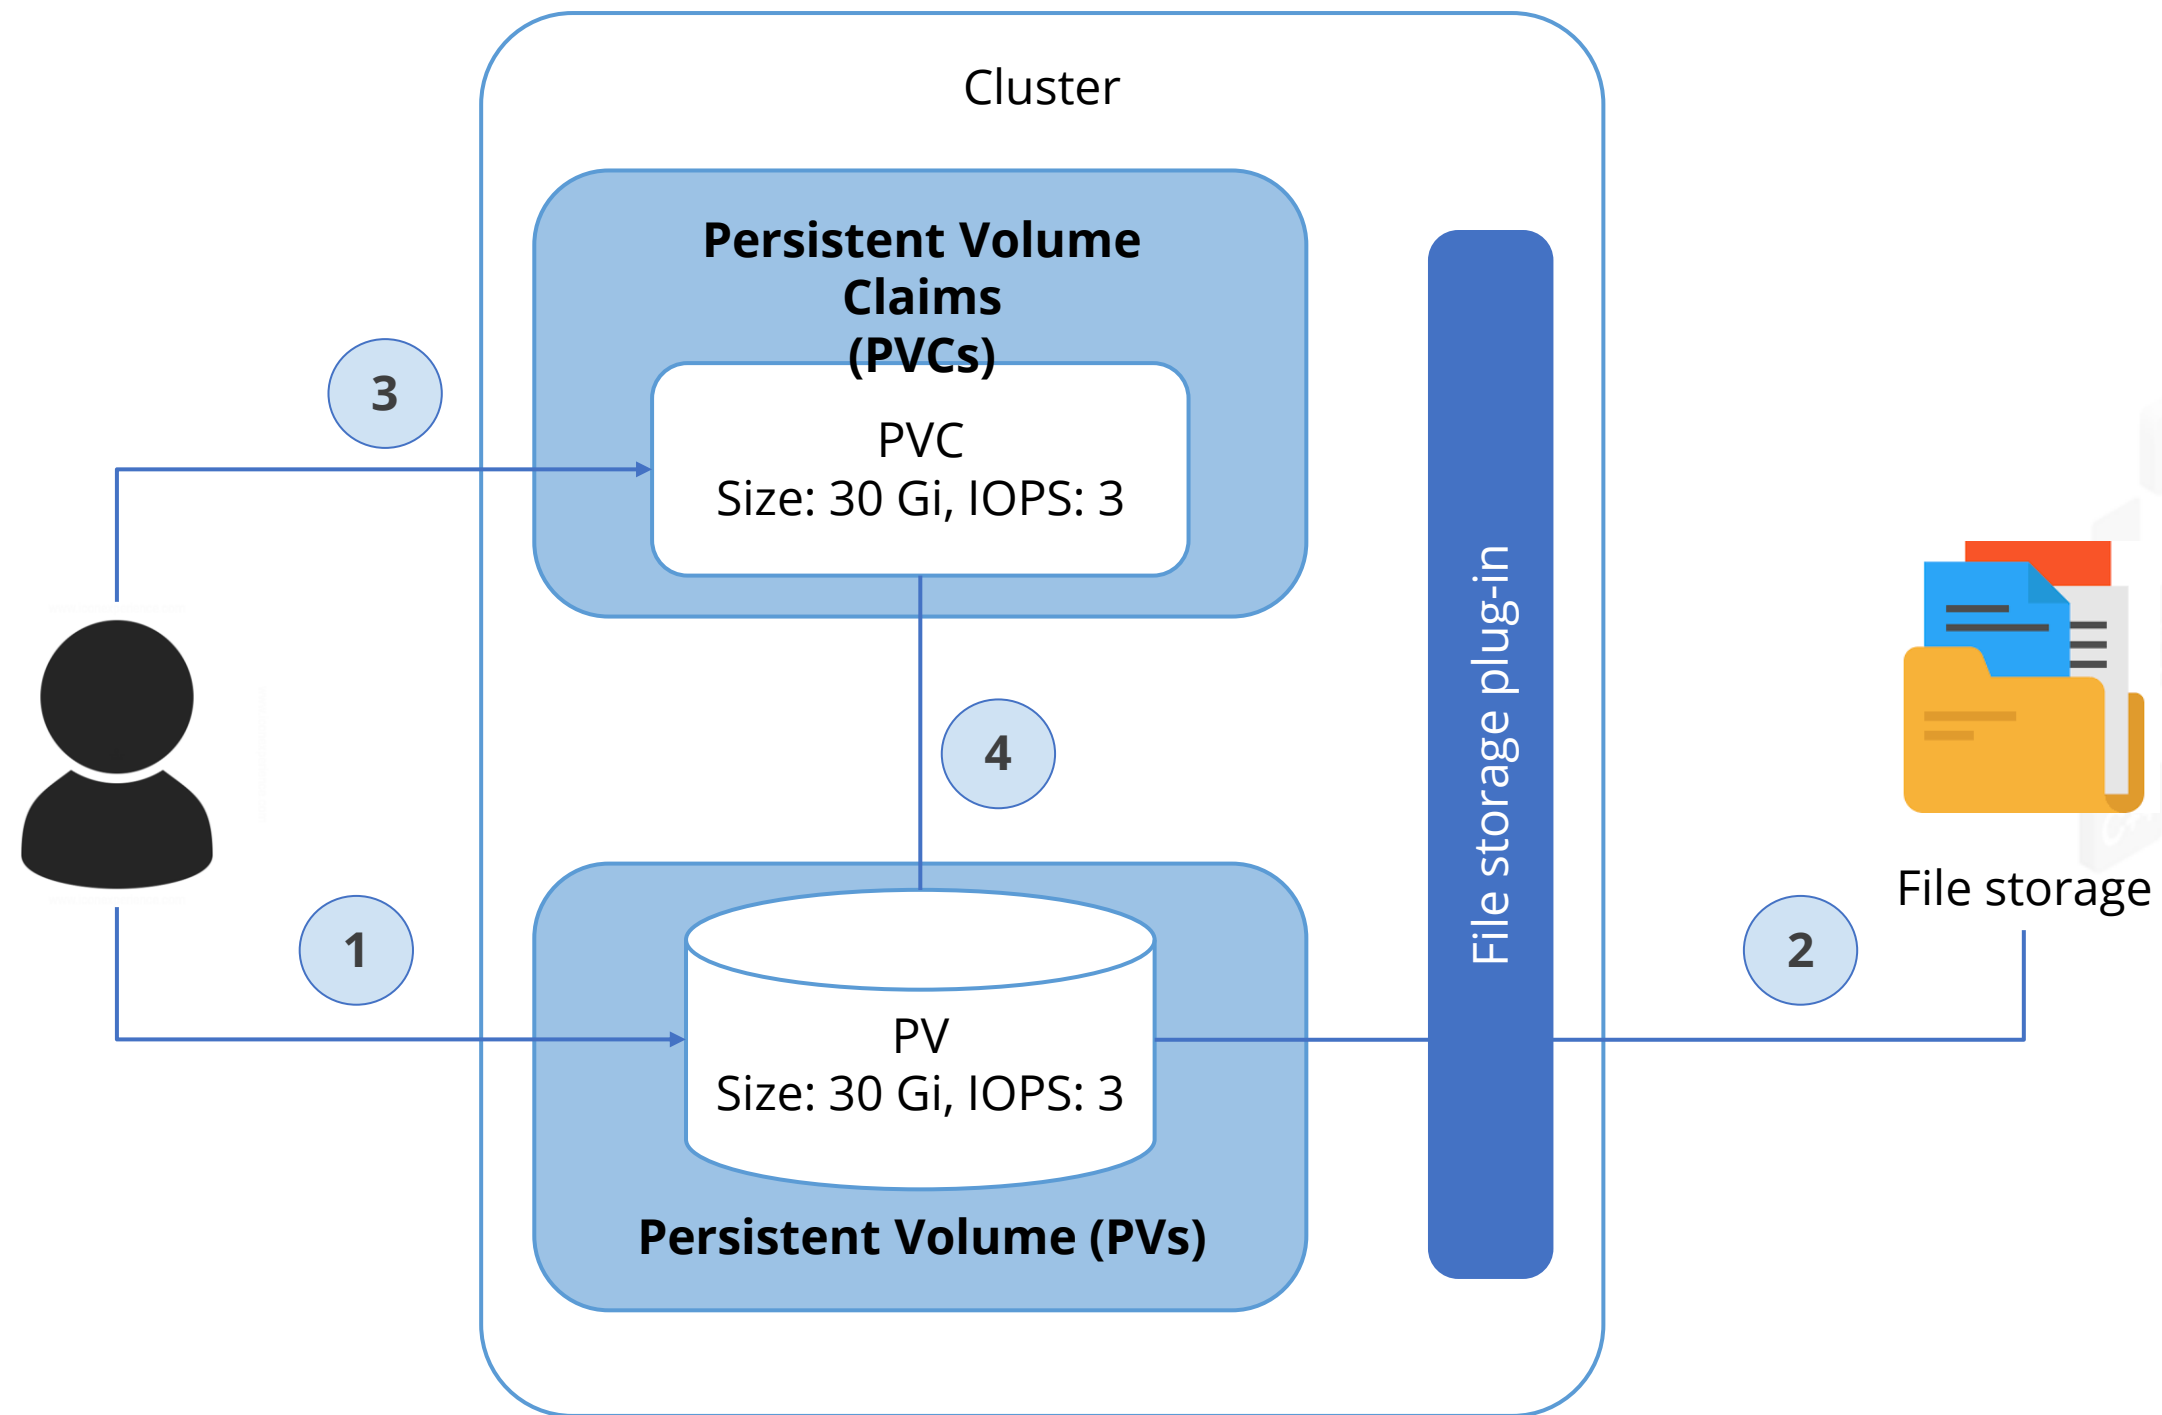 Cluster
Persistent Volume
Claims
(PVCs)
3
PVC
Size: 30 Gi, IOPS: 3
File storage plug-in
4
File storage
1
2
PV
Size: 30 Gi, IOPS: 3
Persistent Volume (PVs)